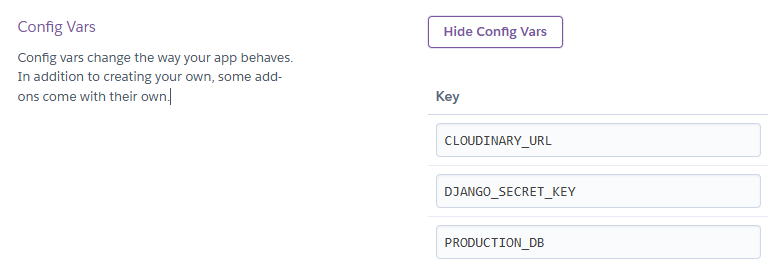 Config Vars
Config vars change the way your app behaves.
In addition to creating your own, some add-
ons come with their own.
Hide Config Vars
Key
CLOUDINARY_URL
DJANGO_SECRET_KEY
PRODUCTION_DB